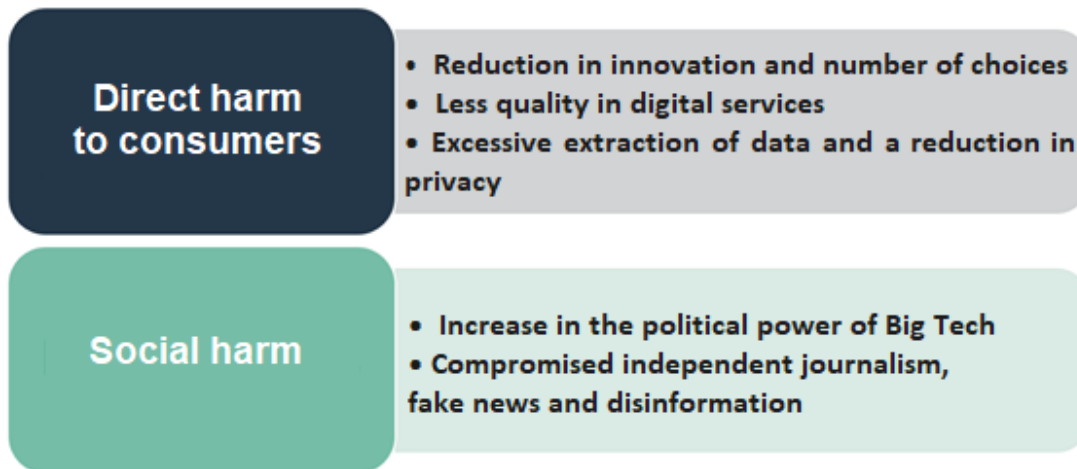 Direct harm
to consumers
• Reduction in innovation and number of choices
• Less quality in digital services
• Excessive extraction of data and a reduction in
privacy
Social harm
• Increase in the political power of Big Tech
• Compromised independent journalism,
fake news and disinformation